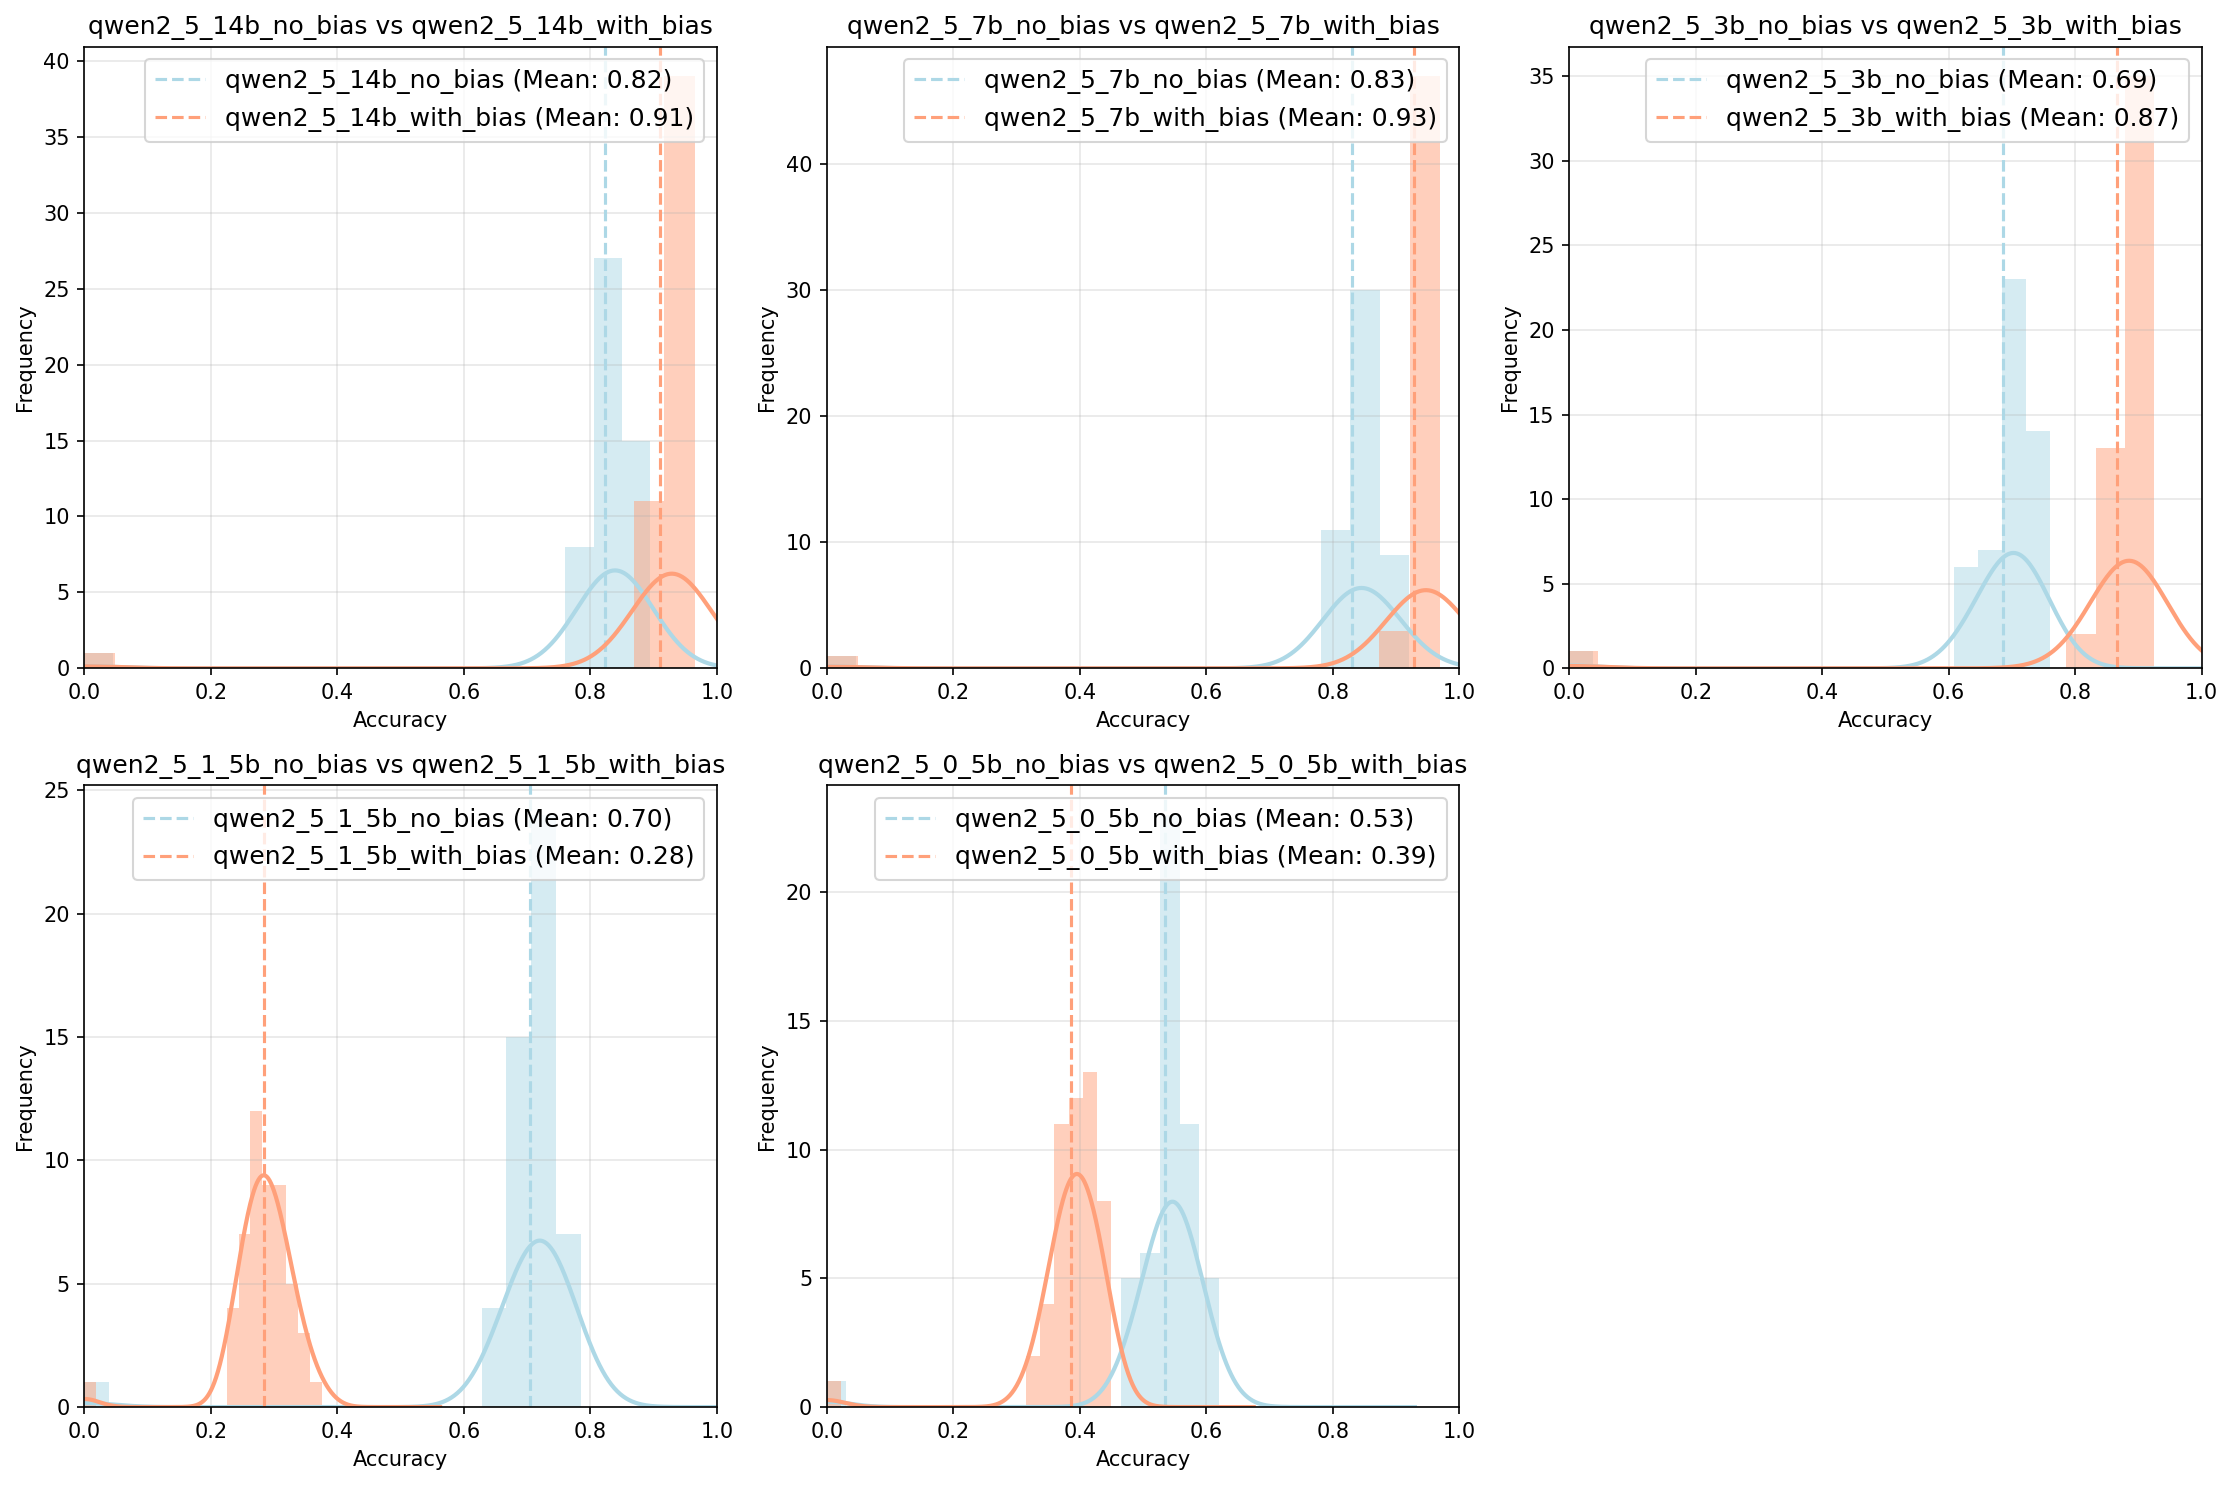 qwen2_5_14b_no_bias vs qwen2_5_14b_with_bias
qwen2_5_14b_no_bias (Mean: 0.82)
qwen2_5_14b_with_bias (Mean: 0.91)
40
35
30
25
20
15
10
5
0
Frequency
0.0 0.2 0.4 0.6 0.8 1.0
Accuracy
qwen2_5_7b_no_bias vs qwen2_5_7b_with_bias
qwen2_5_7b_no_bias (Mean: 0.83)
qwen2_5_7b_with_bias (Mean: 0.93)
40
30
20
10
0
Frequency
0.0 0.2 0.4 0.6 0.8 1.0
Accuracy
qwen2_5_3b_no_bias vs qwen2_5_3b_with_bias
qwen2_5_3b_no_bias (Mean: 0.69)
qwen2_5_3b_with_bias (Mean: 0.87)
35
30
25
20
15
10
5
0
Frequency
0.0 0.2 0.4 0.6 0.8 1.0
Accuracy
qwen2_5_1_5b_no_bias vs qwen2_5_1_5b_with_bias
qwen2_5_1_5b_no_bias (Mean: 0.70)
qwen2_5_1_5b_with_bias (Mean: 0.28)
25
20
15
10
5
0
Frequency
0.0 0.2 0.4 0.6 0.8 1.0
Accuracy
qwen2_5_0_5b_no_bias vs qwen2_5_0_5b_with_bias
qwen2_5_0_5b_no_bias (Mean: 0.53)
qwen2_5_0_5b_with_bias (Mean: 0.39)
20
15
10
5
0
Frequency
0.0 0.2 0.4 0.6 0.8 1.0
Accuracy